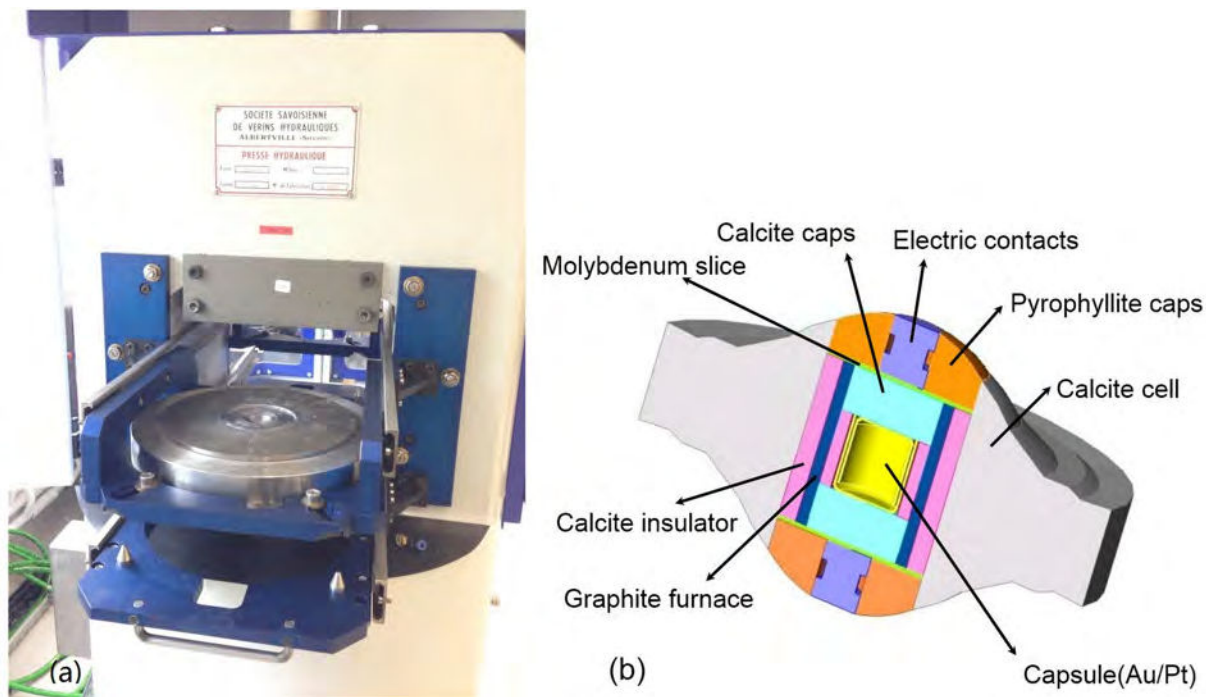 SOCIETE SAVOISIENNE
DE VERINS HYDRAULIQUES
ALBERTVILLE
PRESSE HYDRAULIQUE
(a)
Calcite caps
Electric contacts
Molybdenum slice
Pyrophyllite caps
Calcite cell
Calcite insulator
Graphite furnace
Capsule(Au/Pt)
(b)